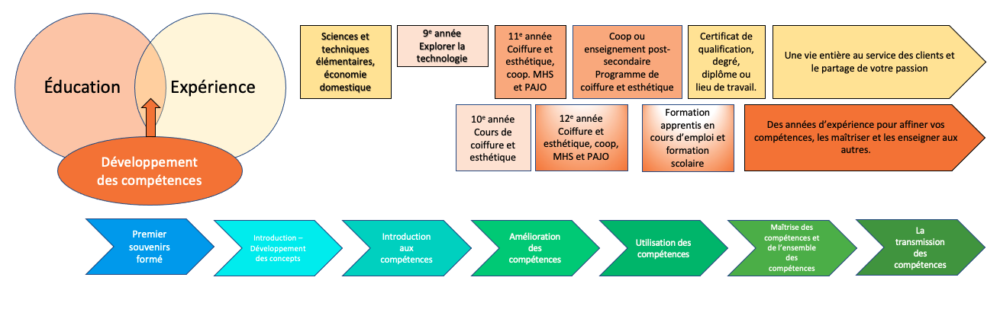 Éducation
Expérience
Développement
des compétences
Sciences et
techniques
élémentaires,
économie
domestique
9e année
Explorer la
technologie
11e année
Coiffure et
esthétique,
coop. MHS
et PAJO
Coop ou
enseignement post-
secondaire
Programme de
coiffure et esthétique
Certificat de
qualification,
degré,
diplôme ou
lieu de travail.
Une vie entière au service des clients et
le partage de votre passion
10e année
Cours de
coiffure et
esthétique
12e année
Coiffure et
esthétique, coop,
MHS et PAJO
Formation
apprentis en
cours d’emploi et
formation
scolaire
Des années d’expérience pour affiner vos
compétences, les maîtriser et les enseigner aux
autres.
Premier
souvenirs
formé
Introduction –
Développement
des concepts
Introduction
aux
compétences
Amélioration
des
compétences
Utilisation des
compétences
Maîtrise des
compétences et
de l’ensemble
des
compétences
La
transmission
des
compétences